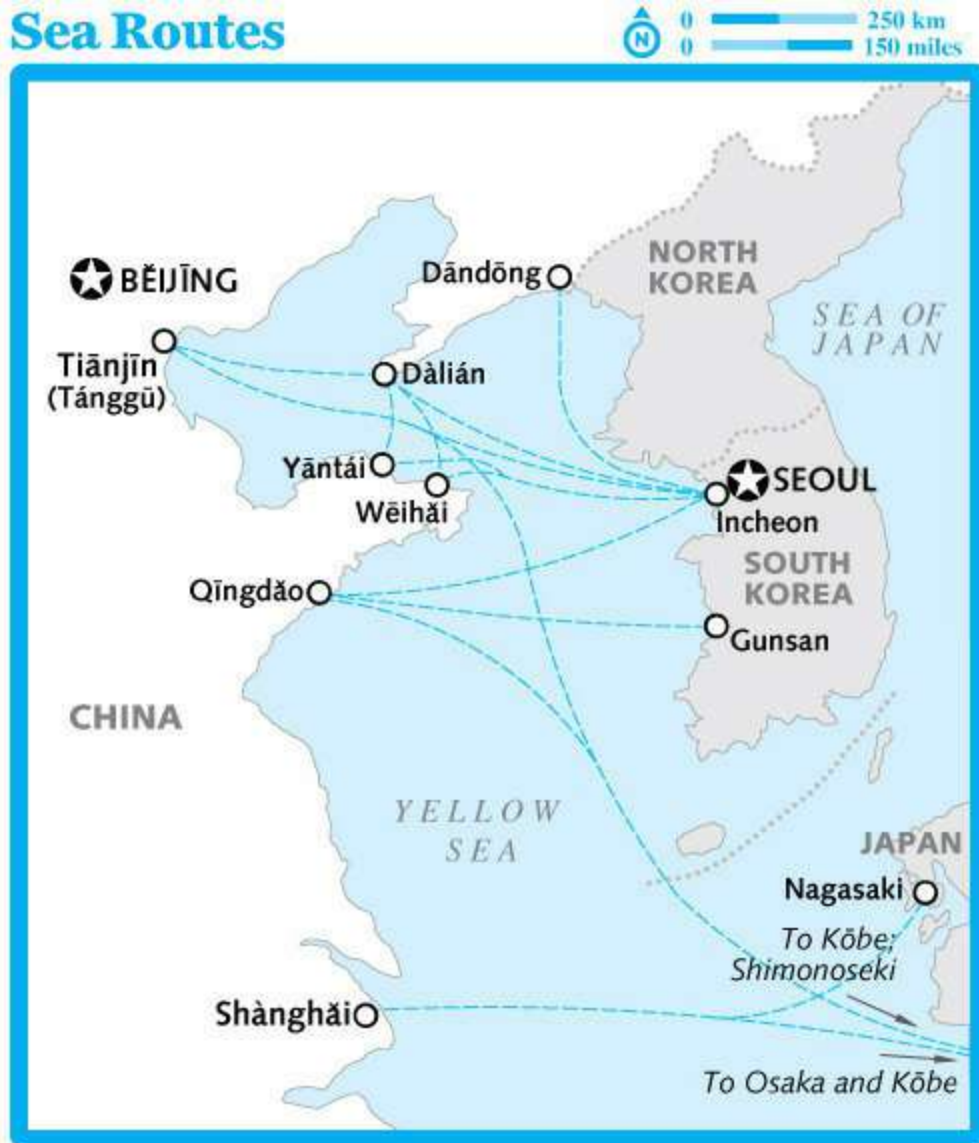 Sea Routes
N
0 250 km
0 150 miles
BĚIJĪNG
Dāndōng
NORTH
KOREA
SEA OF
JAPAN
Tiānjīn
(Tánggū)
Dàlián
Yāntái
Wēihǎi
SEOUL
Incheon
SOUTH
KOREA
Qīngdǎo
Gunsan
CHINA
YELLOW
SEA
JAPAN
Nagasaki
To Kōbe;
Shimonoseki
Shànghǎi
To Osaka and Kōbe